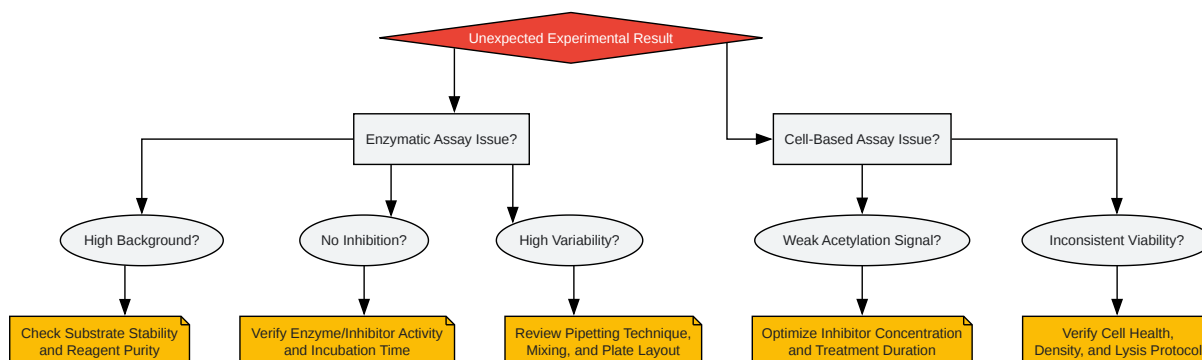 Unexpected Experimental Result
Enzymatic Assay Issue?
Cell-Based Assay Issue?
High Background?
No Inhibition?
High Variability?
Weak Acetylation Signal?
Inconsistent Viability?
Check Substrate Stability
and Reagent Purity
Verify Enzyme/Inhibitor Activity
and Incubation Time
Review Pipetting Technique,
Mixing, and Plate Layout
Optimize Inhibitor Concentration
and Treatment Duration
Verify Cell Health,
Density, and Lysis Protocol